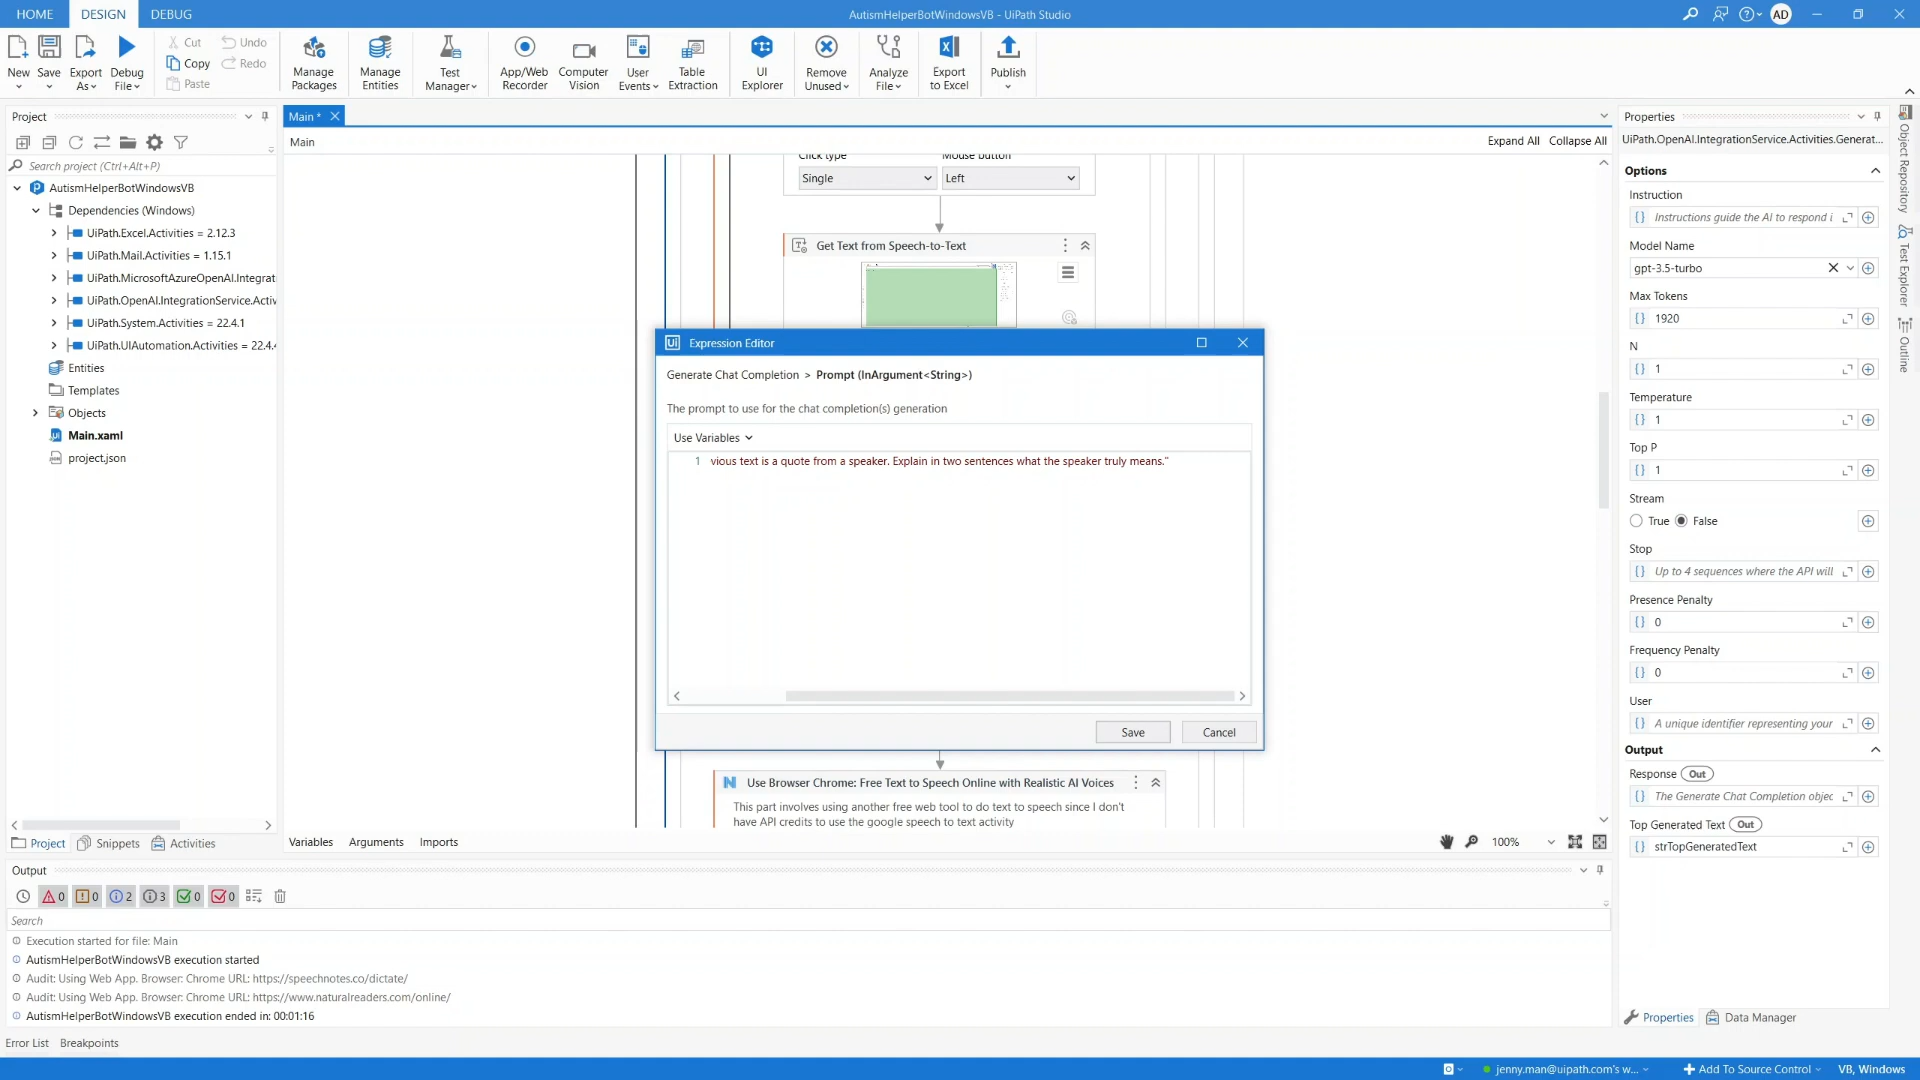 HOME
DESIGN
DEBUG
AutismHelperBotWindowsVB - UiPath Studio
AD
New
Save
Export As
Debug File
Cut
Copy
Paste
Undo
Redo
Manage Packages
Manage Entities
Test Manager
App/Web Recorder
Computer Vision
User Events
Table Extraction
UI Explorer
Remove Unused
Analyze File
Export to Excel
Publish
Project
Search project (Ctrl+Alt+P)
AutismHelperBotWindowsVB
Dependencies (Windows)
UiPath.Excel.Activities = 2.12.3
UiPath.Mail.Activities = 1.15.1
UiPath.MicrosoftAzureOpenAI.Integrat
UiPath.OpenAI.IntegrationService.Activ
UiPath.System.Activities = 22.4.1
UiPath.UIAutomation.Activities = 22.4.4
Entities
Templates
Objects
Main.xaml
project.json
Project
Snippets
Activities
Main *
Main
Expand All
Collapse All
Click type
Mouse button
Single
Left
Get Text from Speech-to-Text
Ui Expression Editor
Generate Chat Completion > Prompt (InArgument<String>)
The prompt to use for the chat completion(s) generation
Use Variables
1 vious text is a quote from a speaker. Explain in two sentences what the speaker truly means."
Save
Cancel
Use Browser Chrome: Free Text to Speech Online with Realistic AI Voices
This part involves using another free web tool to do text to speech since I don't
have API credits to use the google speech to text activity
Variables
Arguments
Imports
100%
Properties
UiPath.OpenAI.IntegrationService.Activities.Generat...
Options
Instruction
Instructions guide the AI to respond i
Model Name
gpt-3.5-turbo
Max Tokens
1920
N
1
Temperature
1
Top P
1
Stream
True
False
Stop
Up to 4 sequences where the API will
Presence Penalty
0
Frequency Penalty
0
User
A unique identifier representing your
Output
Response Out
The Generate Chat Completion objec
Top Generated Text Out
strTopGeneratedText
Properties
Data Manager
Object Repository
Test Explorer
Outline
Output
0
0
2
3
0
0
Search
Execution started for file: Main
AutismHelperBotWindowsVB execution started
Audit: Using Web App. Browser: Chrome URL: https://speechnotes.co/dictate/
Audit: Using Web App. Browser: Chrome URL: https://www.naturalreaders.com/online/
AutismHelperBotWindowsVB execution ended in: 00:01:16
Error List
Breakpoints
jenny.man@uipath.com's w...
Add To Source Control
VB, Windows